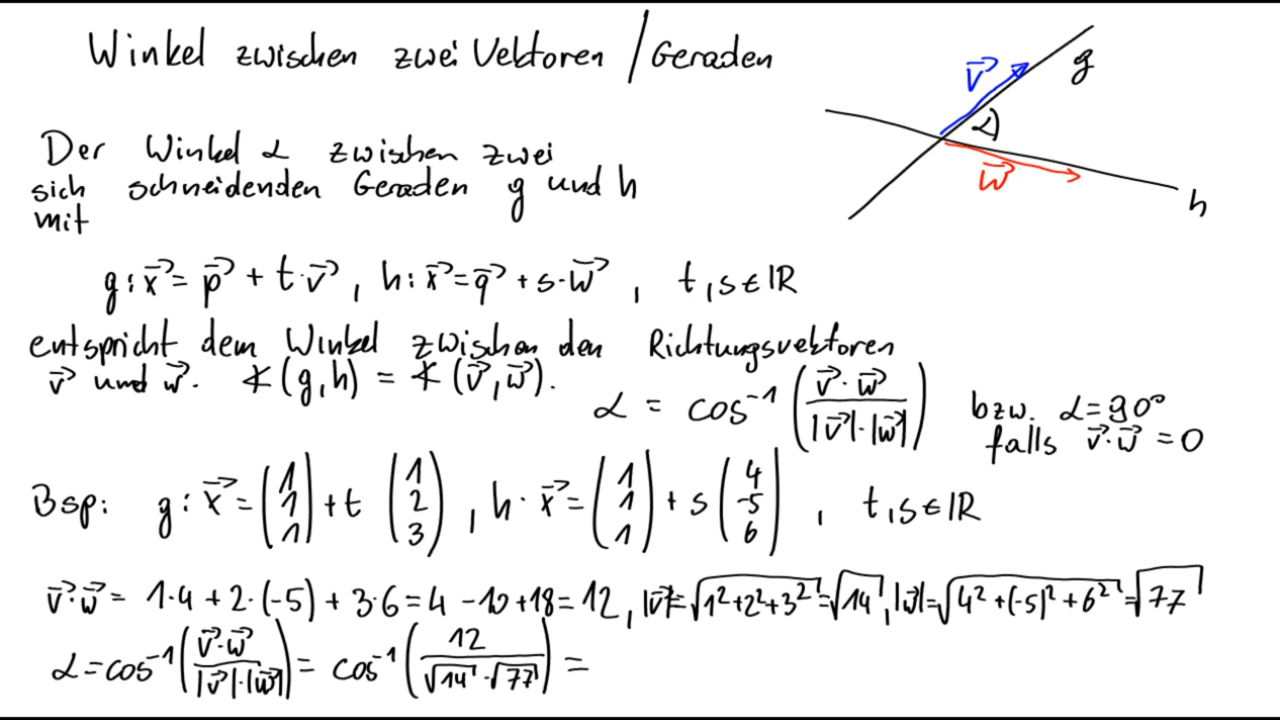 Winkel zwischen zwei Vektoren / Geraden
v⃗
g
α
w⃗
h
Der Winkel α zwischen zwei
sich schneidenden Geraden g und h
mit
g: x⃗ = p⃗ + t·v⃗ , h: x⃗ = q⃗ + s·w⃗ , t,s ∈ ℝ
entspricht dem Winkel zwischen den Richtungsvektoren
v⃗ und w⃗. ∢(g,h) = ∢(v⃗,w⃗).
α = cos⁻¹ (v⃗·w⃗ / |v⃗|·|w⃗|) bzw. α=90°
falls v⃗·w⃗ = 0
Bsp: g: x⃗ = (1 1 1) + t (1 2 3) , h· x⃗ = (1 1 1) + s (4 -5 6) , t,s ∈ ℝ
v⃗·w⃗ = 1·4 + 2·(-5) + 3·6 = 4 - 10 + 18 = 12 , |v⃗| = √(1²+2²+3²) = √14 , |w⃗| = √(4²+(-5)²+6²) = √77
α = cos⁻¹ (v⃗·w⃗ / |v⃗|·|w⃗|) = cos⁻¹ (12 / √14·√77) =